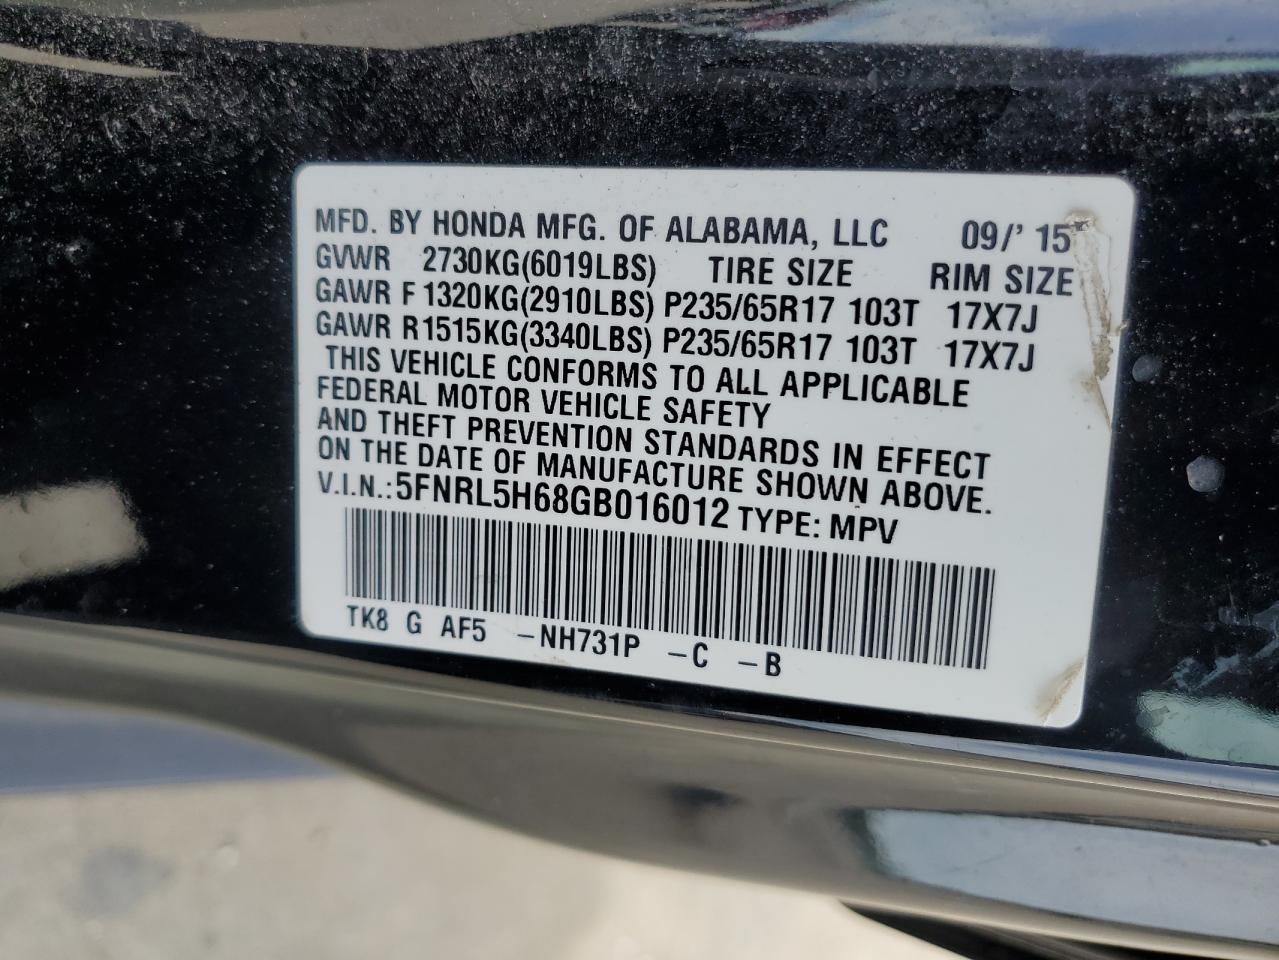 MFD. BY HONDA MFG. OF ALABAMA, LLC 09/' 15
GVWR 2730KG(6019LBS) TIRE SIZE RIM SIZE
GAWR F 1320KG(2910LBS) P235/65R17 103T 17X7J
GAWR R1515KG(3340LBS) P235/65R17 103T 17X7J
THIS VEHICLE CONFORMS TO ALL APPLICABLE
FEDERAL MOTOR VEHICLE SAFETY
AND THEFT PREVENTION STANDARDS IN EFFECT
ON THE DATE OF MANUFACTURE SHOWN ABOVE.
V.I.N.:5FNRL5H68GB016012 TYPE: MPV
TK8 G AF5 -NH731P -C -B